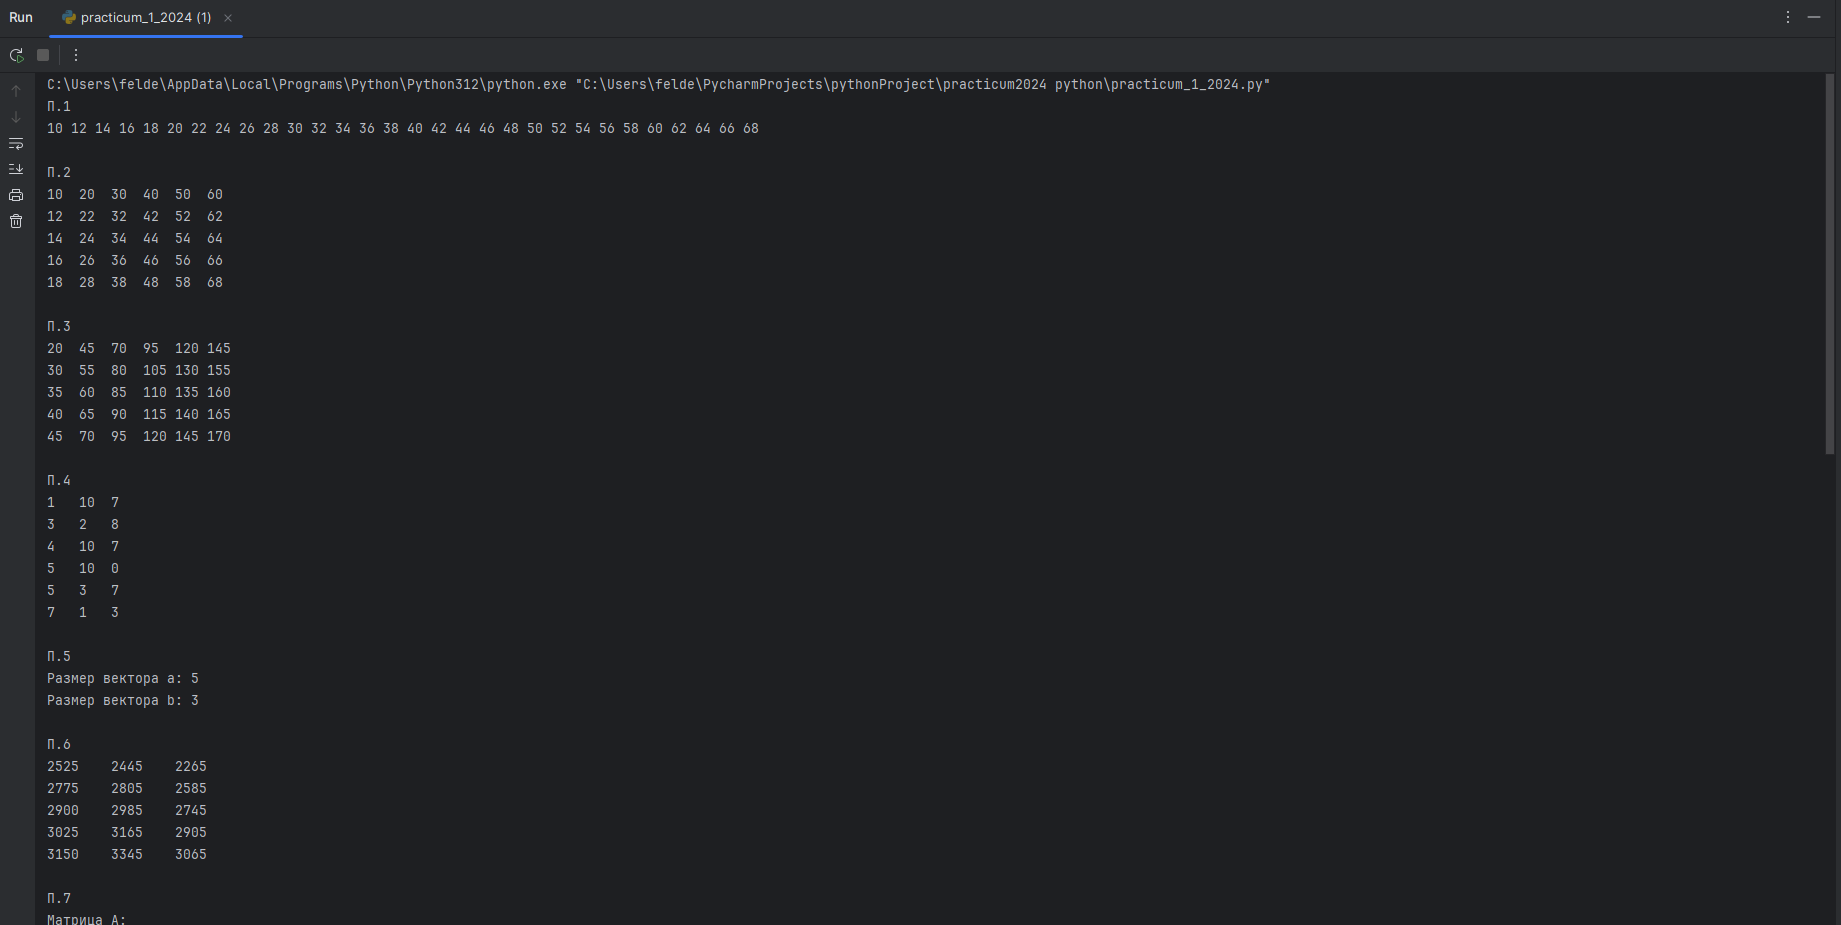 Run practicum_1_2024 (1)
C:\Users\felde\AppData\Local\Programs\Python\Python312\python.exe "C:\Users\felde\PycharmProjects\pythonProject\practicum2024 python\practicum_1_2024.py"
П.1
10 12 14 16 18 20 22 24 26 28 30 32 34 36 38 40 42 44 46 48 50 52 54 56 58 60 62 64 66 68
П.2
10 20 30 40 50 60
12 22 32 42 52 62
14 24 34 44 54 64
16 26 36 46 56 66
18 28 38 48 58 68
П.3
20 45 70 95 120 145
30 55 80 105 130 155
35 60 85 110 135 160
40 65 90 115 140 165
45 70 95 120 145 170
П.4
1 10 7
3 2 8
4 10 7
5 10 0
5 3 7
7 1 3
П.5
Размер вектора a: 5
Размер вектора b: 3
П.6
2525 2445 2265
2775 2805 2585
2900 2985 2745
3025 3165 2905
3150 3345 3065
П.7
Матрица A: